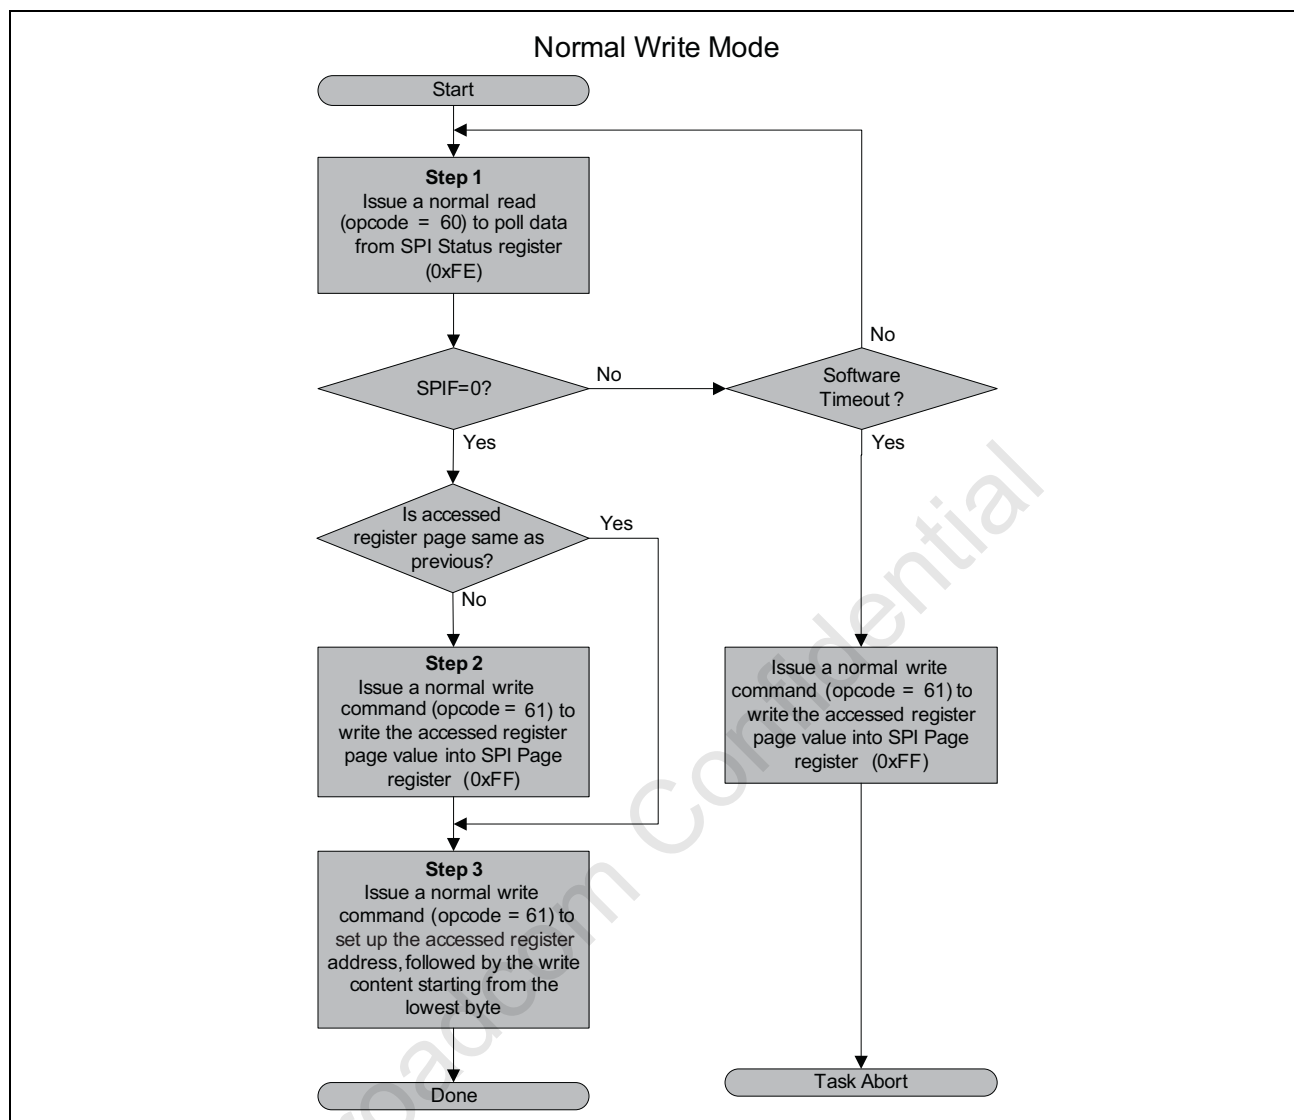 Normal Write Mode
Start
Step 1
Issue a normal read
(opcode = 60) to poll data
from SPI Status register
(0xFE)
No
SPIF=0?
No
Software
Timeout ?
Yes
Yes
Is accessed
register page same as
previous?
Yes
No
Step 2
Issue a normal write
command (opcode = 61) to
write the accessed register
page value into SPI Page
register (0xFF)
Issue a normal write
command (opcode = 61) to
write the accessed register
page value into SPI Page
register (0xFF)
Step 3
Issue a normal write
command (opcode = 61) to
set up the accessed register
address, followed by the write
content starting from the
lowest byte
Done
Task Abort
roadcom Confidential